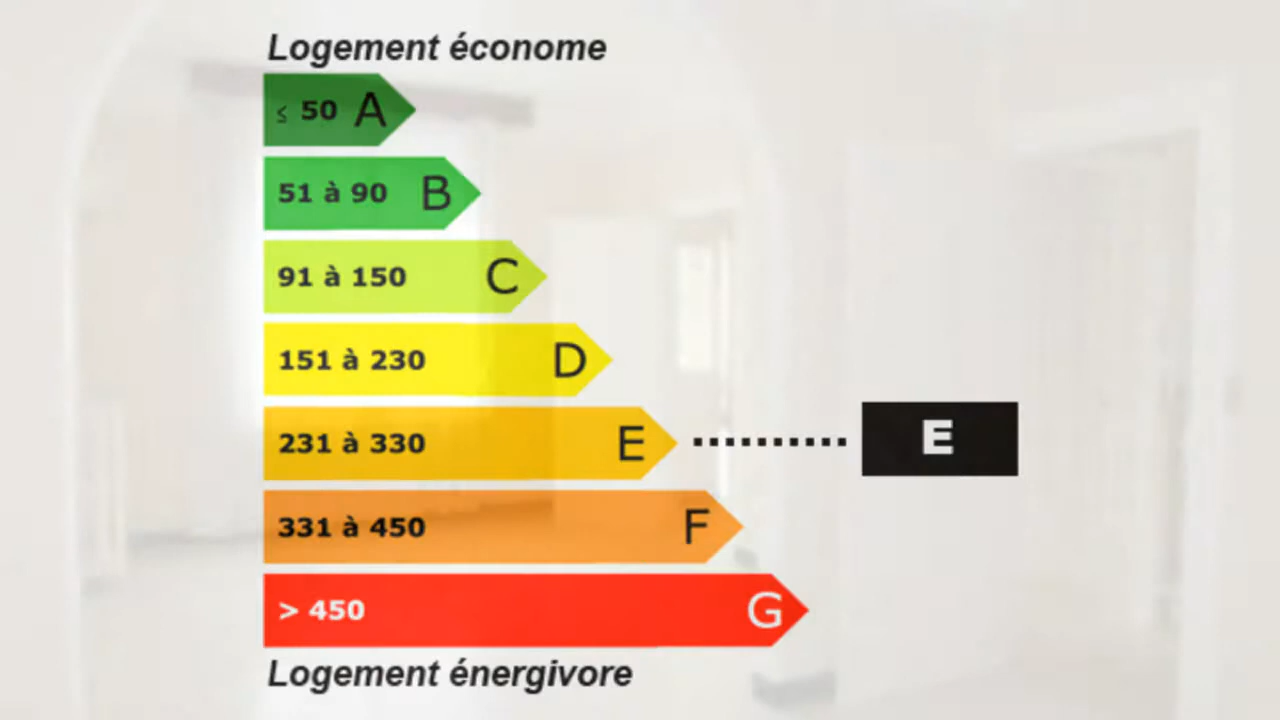 Logement économe
≤ 50 A
51 à 90 B
91 à 150 C
151 à 230 D
231 à 330 E
E
331 à 450 F
> 450 G
Logement énergivore